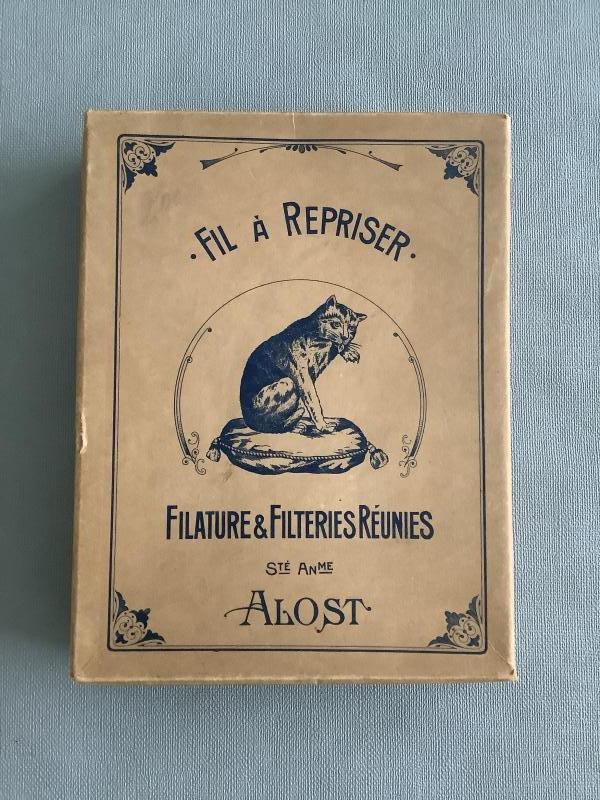 · FIL À REPRISER ·
FILATURE & FILTERIES RÉUNIES
STÉ ANME
ALOST